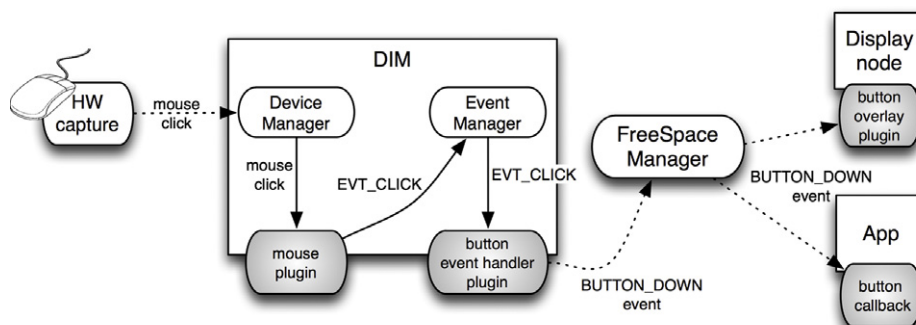 HW
capture
mouse
click
DIM
Device
Manager
mouse
click
mouse
plugin
EVT_CLICK
Event
Manager
EVT_CLICK
button
event handler
plugin
BUTTON_DOWN
event
FreeSpace
Manager
Display
node
button
overlay
plugin
BUTTON_DOWN
event
App
button
callback